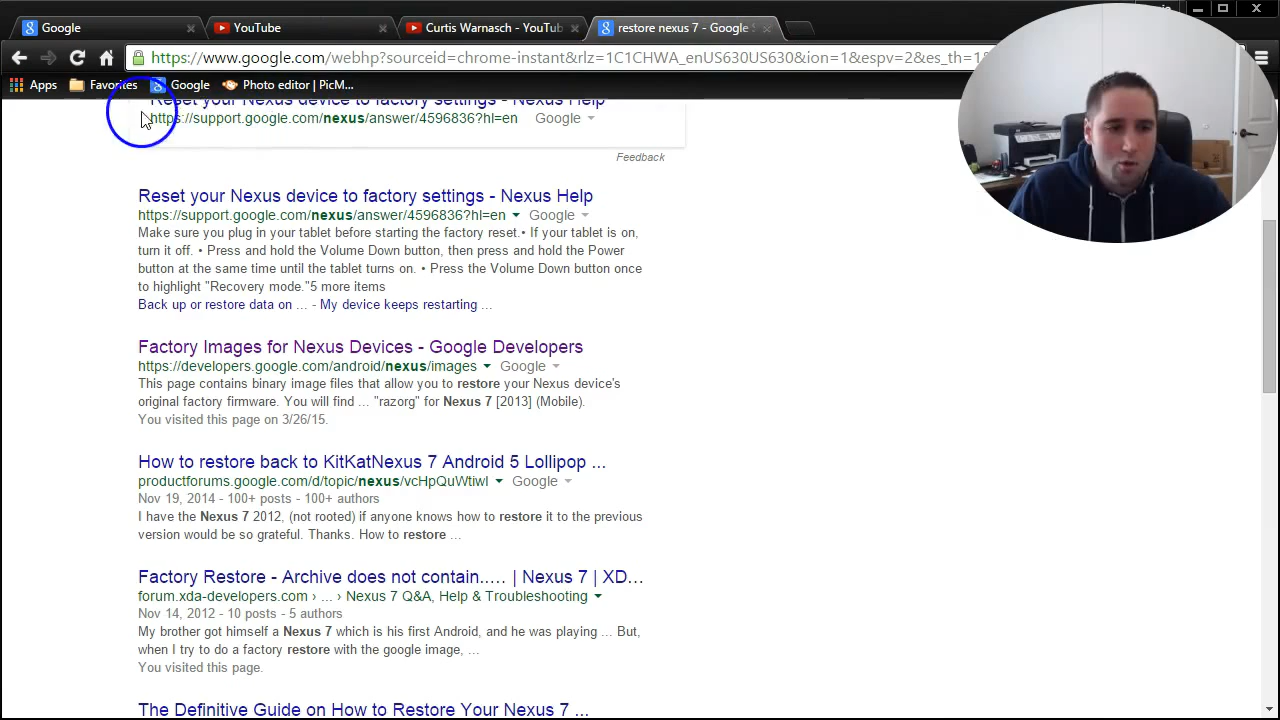 Google
YouTube
Curtis Warnasch - YouTub
restore nexus 7 - Google S
https://www.google.com/webhp?sourceid=chrome-instant&rlz=1C1CHWA_enUS630US630&ion=1&espv=2&es_th=1
Apps
Favorites
Google
Photo editor | PicM...
Reset your Nexus device to factory settings - Nexus Help
https://support.google.com/nexus/answer/4596836?hl=en Google
Feedback
Reset your Nexus device to factory settings - Nexus Help
https://support.google.com/nexus/answer/4596836?hl=en Google
Make sure you plug in your tablet before starting the factory reset.• If your tablet is on,
turn it off. • Press and hold the Volume Down button, then press and hold the Power
button at the same time until the tablet turns on. • Press the Volume Down button once
to highlight "Recovery mode."5 more items
Back up or restore data on ... - My device keeps restarting ...
Factory Images for Nexus Devices - Google Developers
https://developers.google.com/android/nexus/images Google
This page contains binary image files that allow you to restore your Nexus device's
original factory firmware. You will find ... "razorg" for Nexus 7 [2013] (Mobile).
You visited this page on 3/26/15.
How to restore back to KitKatNexus 7 Android 5 Lollipop ...
productforums.google.com/d/topic/nexus/vcHpQuWtiwI Google
Nov 19, 2014 - 100+ posts - 100+ authors
I have the Nexus 7 2012, (not rooted) if anyone knows how to restore it to the previous
version would be so grateful. Thanks. How to restore ...
Factory Restore - Archive does not contain..... | Nexus 7 | XD...
forum.xda-developers.com › ... › Nexus 7 Q&A, Help & Troubleshooting
Nov 14, 2012 - 10 posts - 5 authors
My brother got himself a Nexus 7 which is his first Android, and he was playing ... But,
when I try to do a factory restore with the google image, ...
You visited this page.
The Definitive Guide on How to Restore Your Nexus 7 ...